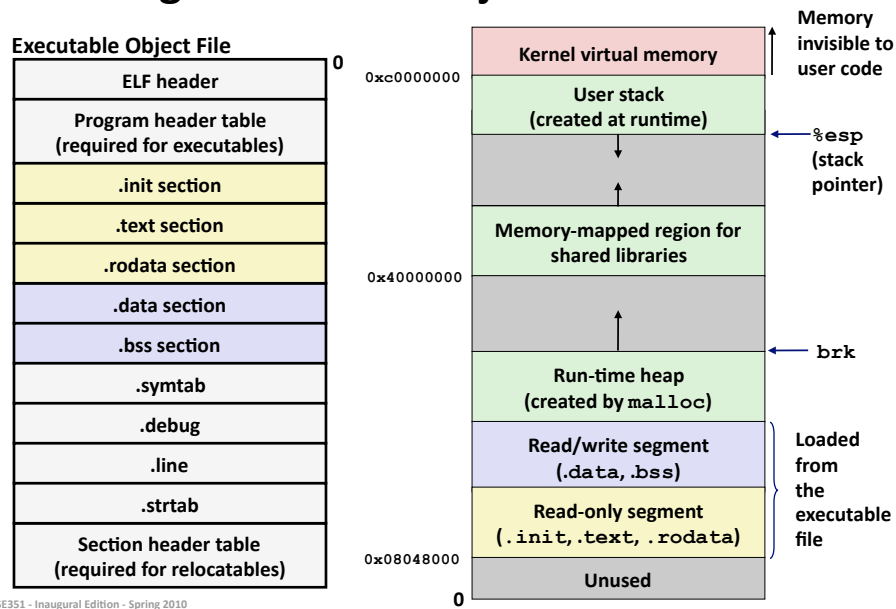 Executable Object File
0
ELF header
Program header table
(required for executables)
.init section
.text section
.rodata section
.data section
.bss section
.symtab
.debug
.line
.strtab
Section header table
(required for relocatables)
Kernel virtual memory
Memory
invisible to
user code
0xc0000000
User stack
(created at runtime)
%esp
(stack
pointer)
Memory-mapped region for
shared libraries
0x40000000
brk
Run-time heap
(created by malloc)
Read/write segment
(.data, .bss)
Loaded
from
the
executable
file
Read-only segment
(.init, .text, .rodata)
0x08048000
Unused
0
SE351 - Inaugural Edition - Spring 2010